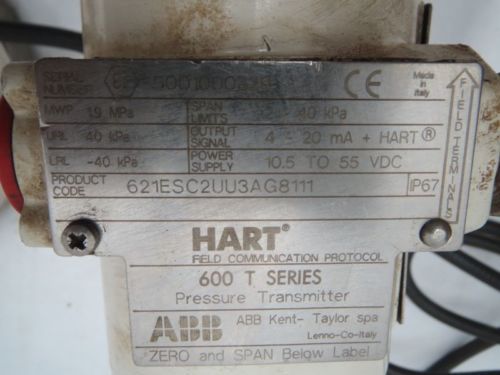 SERIAL NUMBER
CE Made in Italy
MWP 19 MPa SPAN LIMITS 40 kPa
URL 40 kPa OUTPUT SIGNAL 4 - 20 mA + HART®
LRL -40 kPa POWER SUPPLY 10.5 TO 55 VDC
PRODUCT CODE 621ESC2UU3AG8111 IP67
FIELD TERMINALS
HART®
FIELD COMMUNICATION PROTOCOL
600 T SERIES
Pressure Transmitter
ABB ABB Kent-Taylor spa
Lenno-Co-Italy
ZERO and SPAN Below Label